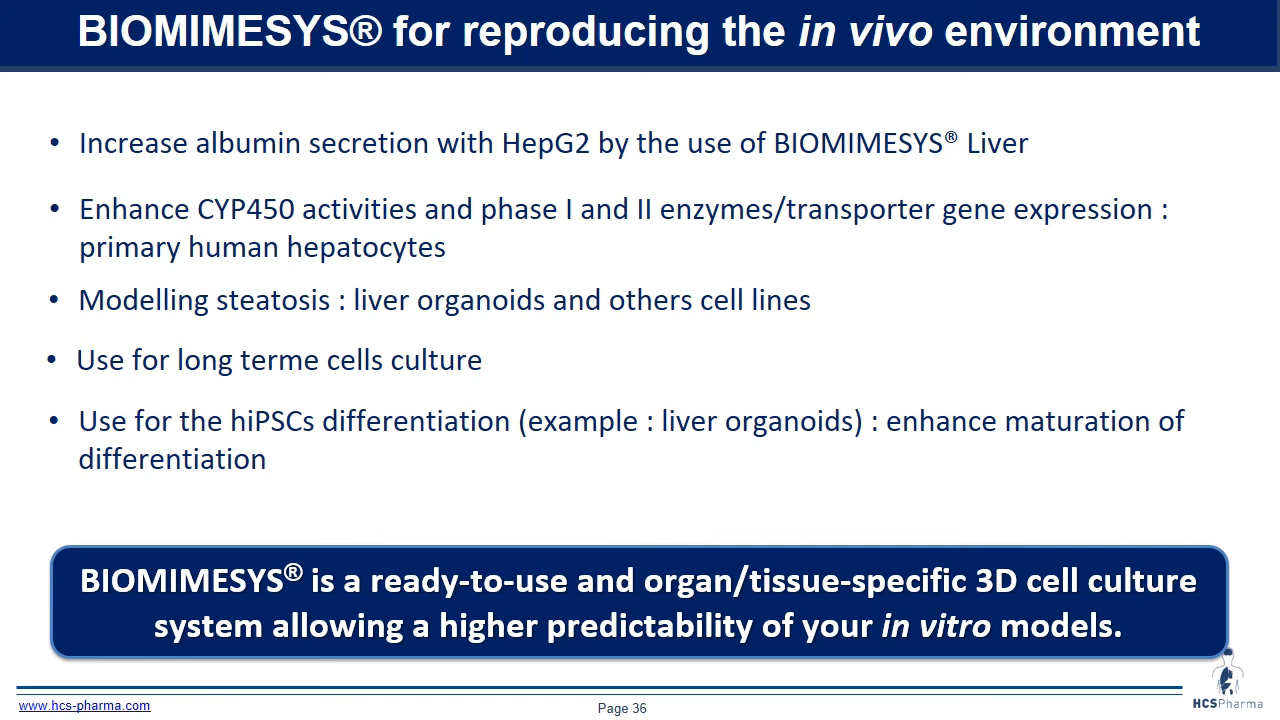 BIOMIMESYS® for reproducing the in vivo environment
• Increase albumin secretion with HepG2 by the use of BIOMIMESYS® Liver
• Enhance CYP450 activities and phase I and II enzymes/transporter gene expression :
primary human hepatocytes
• Modelling steatosis : liver organoids and others cell lines
• Use for long terme cells culture
• Use for the hiPSCs differentiation (example : liver organoids) : enhance maturation of
differentiation
BIOMIMESYS® is a ready-to-use and organ/tissue-specific 3D cell culture
system allowing a higher predictability of your in vitro models.
www.hcs-pharma.com
Page 36
HCSPharma